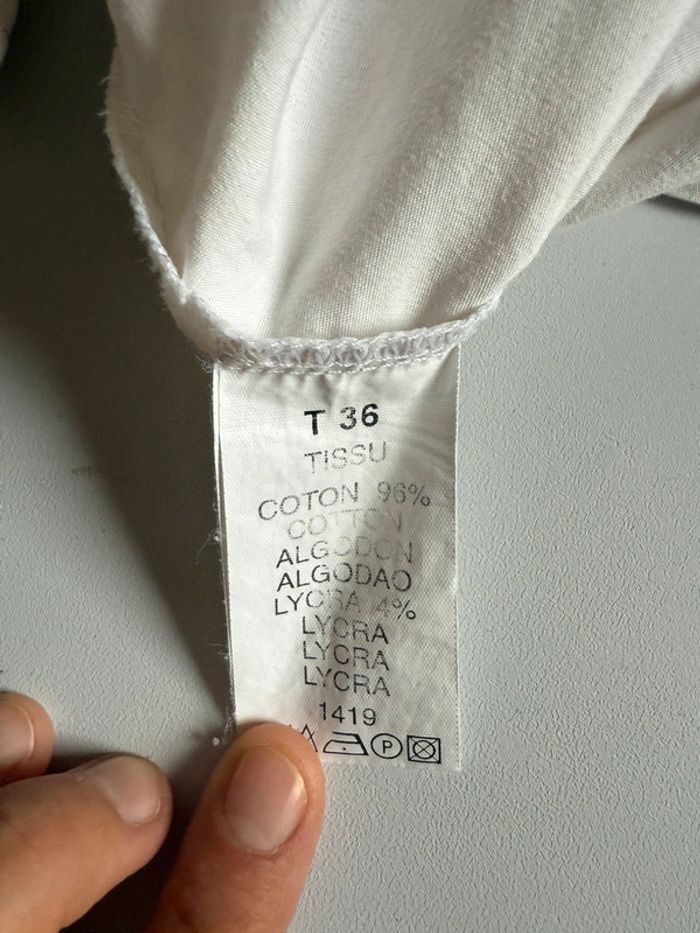 T 36
TISSU
COTON 96%
COTTON
ALGODON
ALGODAO
LYCRA 4%
LYCRA
LYCRA
LYCRA
1419
P